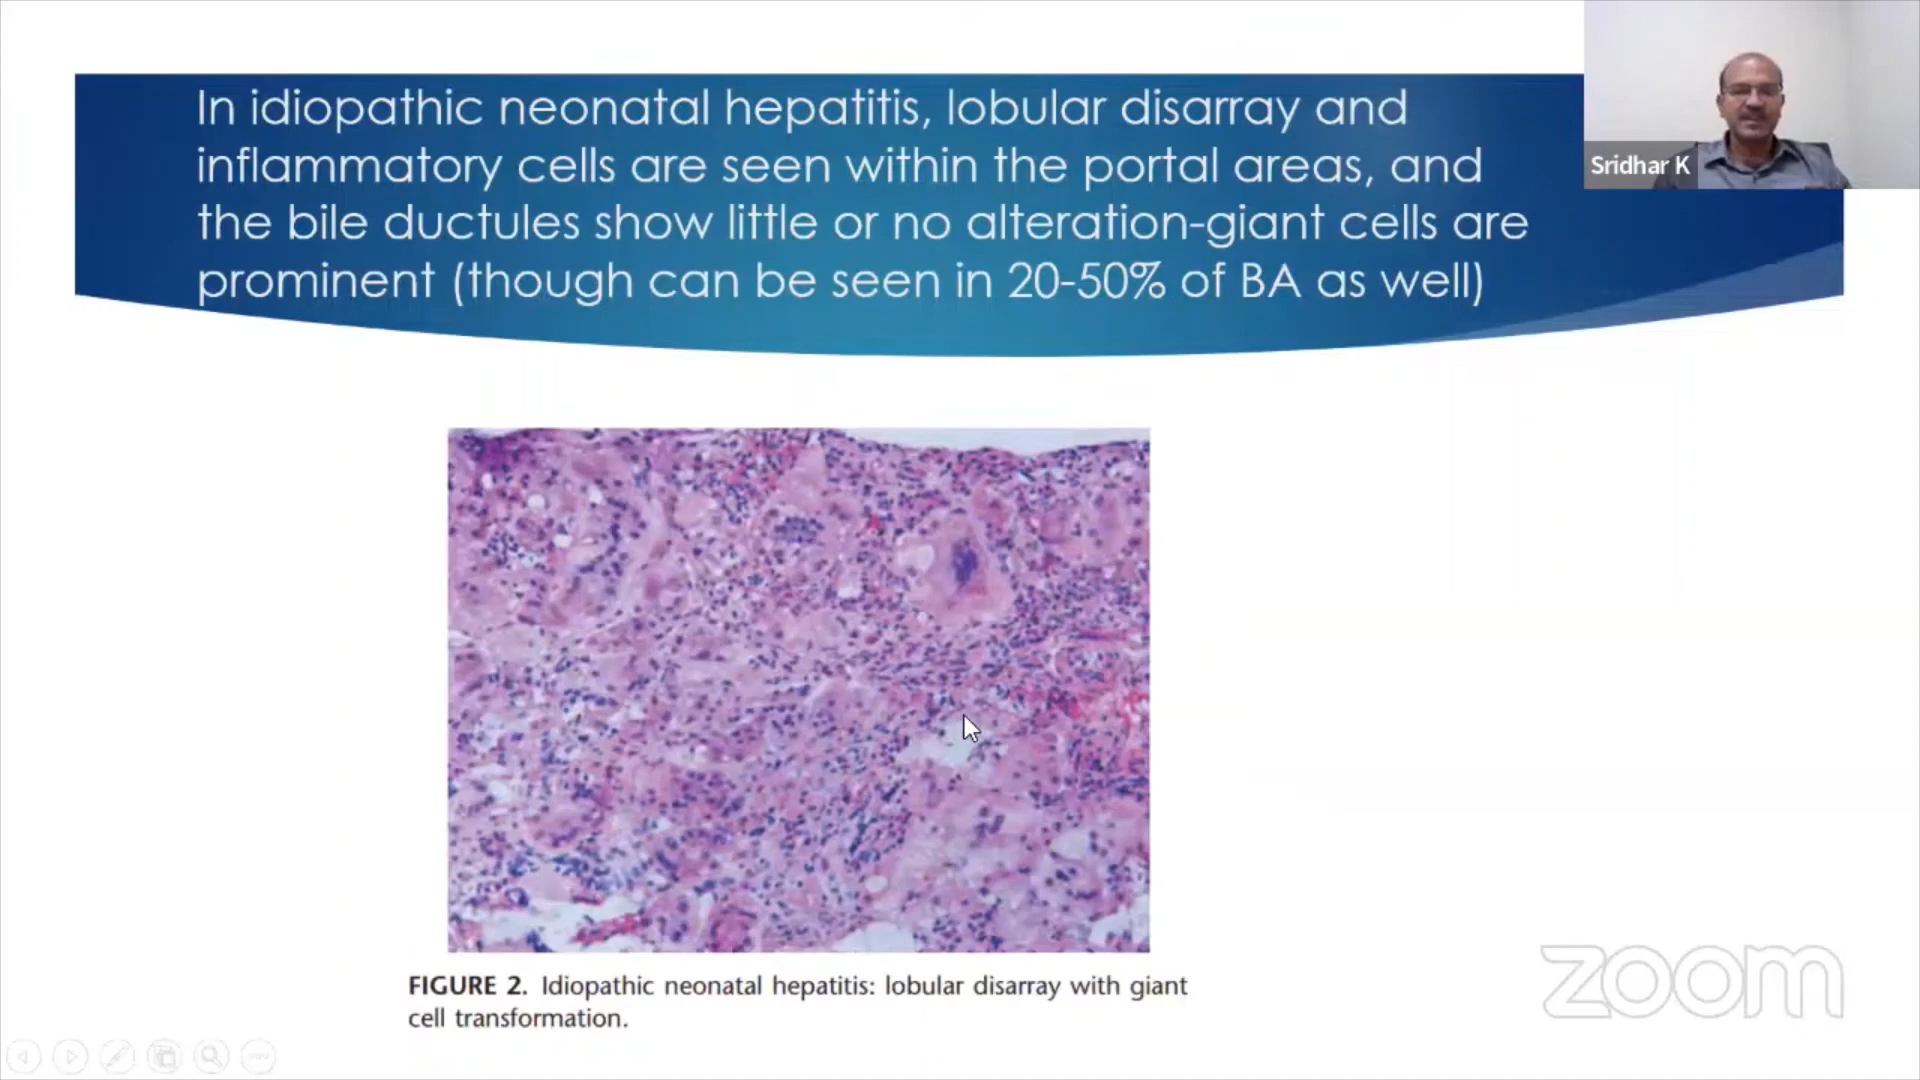 In idiopathic neonatal hepatitis, lobular disarray and
inflammatory cells are seen within the portal areas, and
the bile ductules show little or no alteration-giant cells are
prominent (though can be seen in 20-50% of BA as well)
Sridhar K
FIGURE 2. Idiopathic neonatal hepatitis: lobular disarray with giant
cell transformation.
zoom